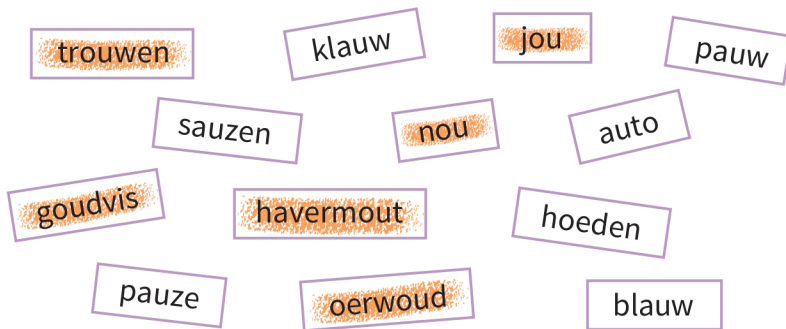 trouwen
klauw
jou
pauw
sauzen
nou
auto
goudvis
havermout
hoeden
pauze
oerwoud
blauw